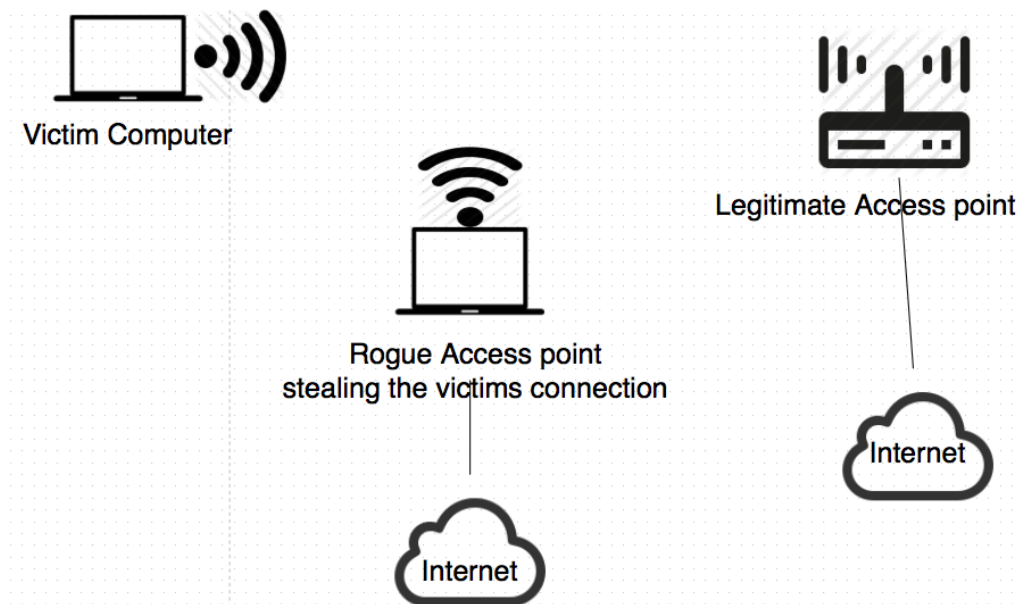 Victim Computer
Legitimate Access point
Rogue Access point
stealing the victims connection
Internet
Internet